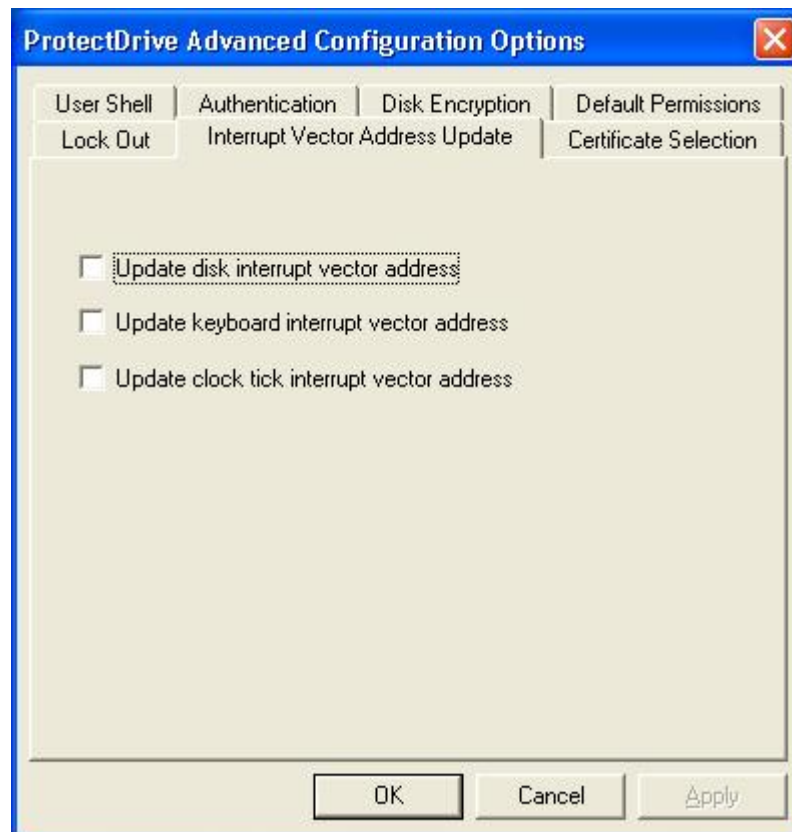 ProtectDrive Advanced Configuration Options
User Shell Authentication Disk Encryption Default Permissions
Lock Out Interrupt Vector Address Update Certificate Selection
Update disk interrupt vector address
Update keyboard interrupt vector address
Update clock tick interrupt vector address
OK Cancel Apply